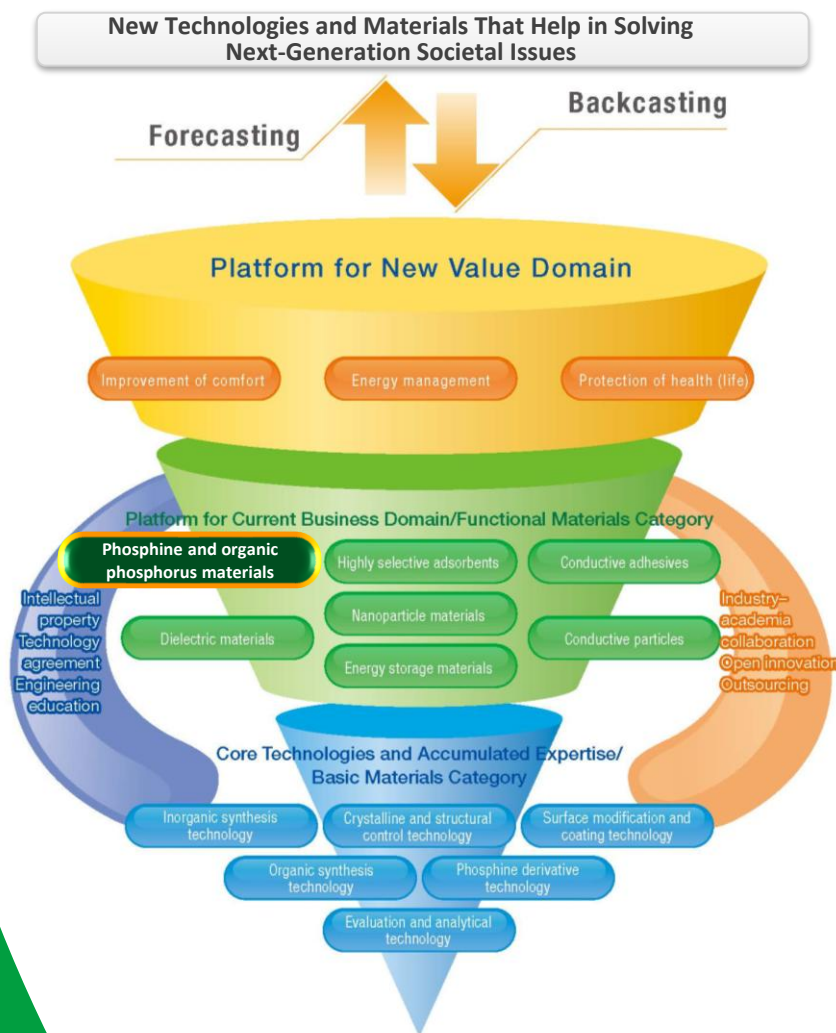 New Technologies and Materials That Help in Solving
Next-Generation Societal Issues
Forecasting
Backcasting
Platform for New Value Domain
Improvement of comfort
Energy management
Protection of health (life)
Platform for Current Business Domain/Functional Materials Category
Phosphine and organic
phosphorus materials
Highly selective adsorbents
Conductive adhesives
Nanoparticle materials
Dielectric materials
Conductive particles
Energy storage materials
Intellectual
property
Technology
agreement
Engineering
education
Industry–
academia
collaboration
Open innovation
Outsourcing
Core Technologies and Accumulated Expertise/
Basic Materials Category
Inorganic synthesis
technology
Crystalline and structural
control technology
Surface modification and
coating technology
Organic synthesis
technology
Phosphine derivative
technology
Evaluation and analytical
technology